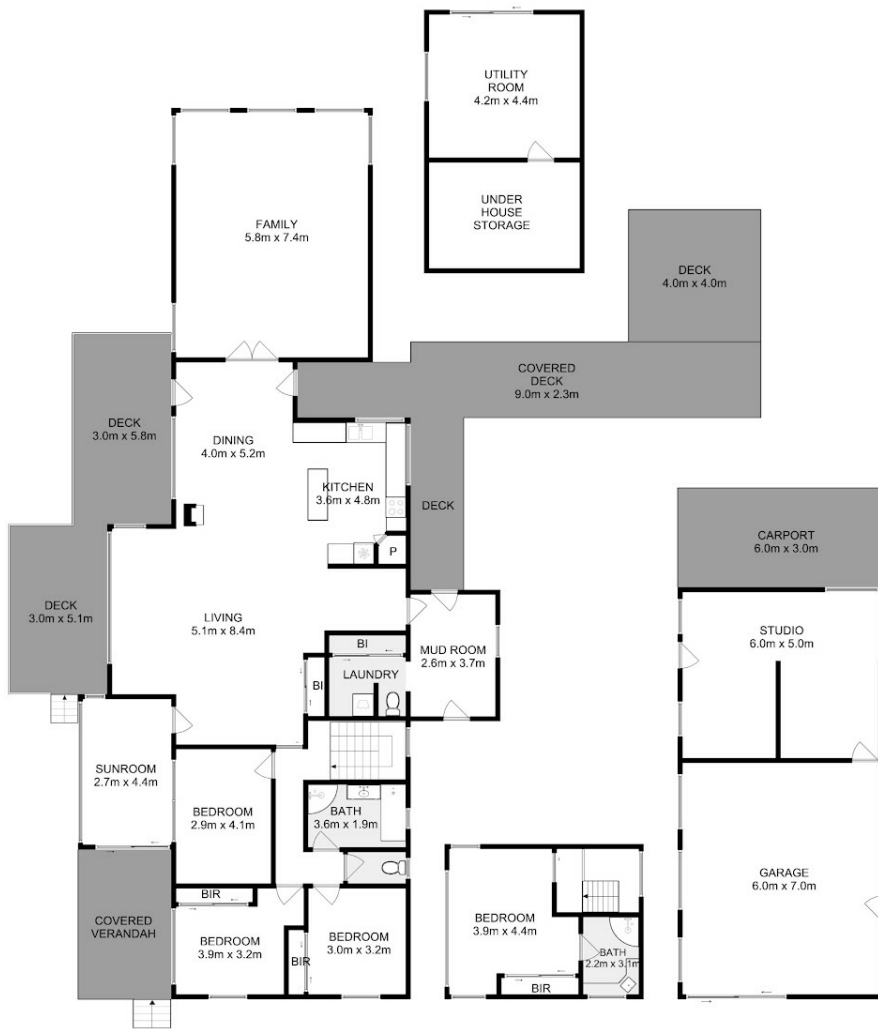 UTILITY
ROOM
4.2m x 4.4m
UNDER
HOUSE
STORAGE
FAMILY
5.8m x 7.4m
DECK
4.0m x 4.0m
COVERED
DECK
9.0m x 2.3m
DECK
3.0m x 5.8m
DINING
4.0m x 5.2m
KITCHEN
3.6m x 4.8m
DECK
P
CARPORT
6.0m x 3.0m
DECK
3.0m x 5.1m
LIVING
5.1m x 8.4m
BI
MUD ROOM
2.6m x 3.7m
STUDIO
6.0m x 5.0m
LAUNDRY
BI
SUNROOM
2.7m x 4.4m
BEDROOM
2.9m x 4.1m
BATH
3.6m x 1.9m
GARAGE
6.0m x 7.0m
BIR
COVERED
VERANDAH
BEDROOM
3.9m x 3.2m
BIR
BEDROOM
3.0m x 3.2m
BEDROOM
3.9m x 4.4m
BATH
2.2m x 3.1m
BIR